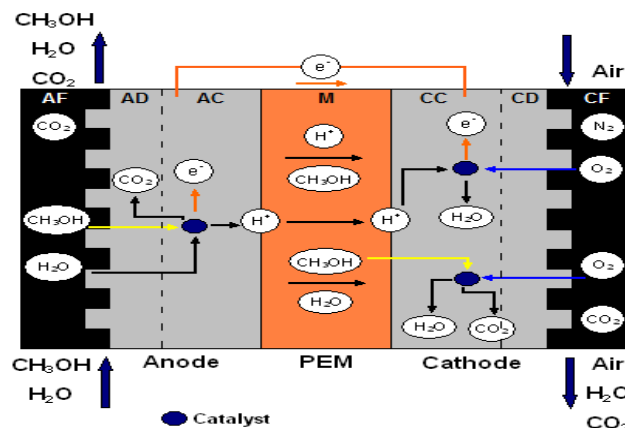 CH₃OH
H₂O
CO₂
e⁻
Air
AF AD AC M CC CD CF
CO₂ H⁺ e⁻ N₂
CO₂ e⁻ CH₃OH O₂
CH₃OH H⁺ H⁺ H₂O
H₂O CH₃OH O₂
H₂O H₂O CO₂ CO₂
CH₃OH Anode PEM Cathode Air
H₂O H₂O
Catalyst CO₂